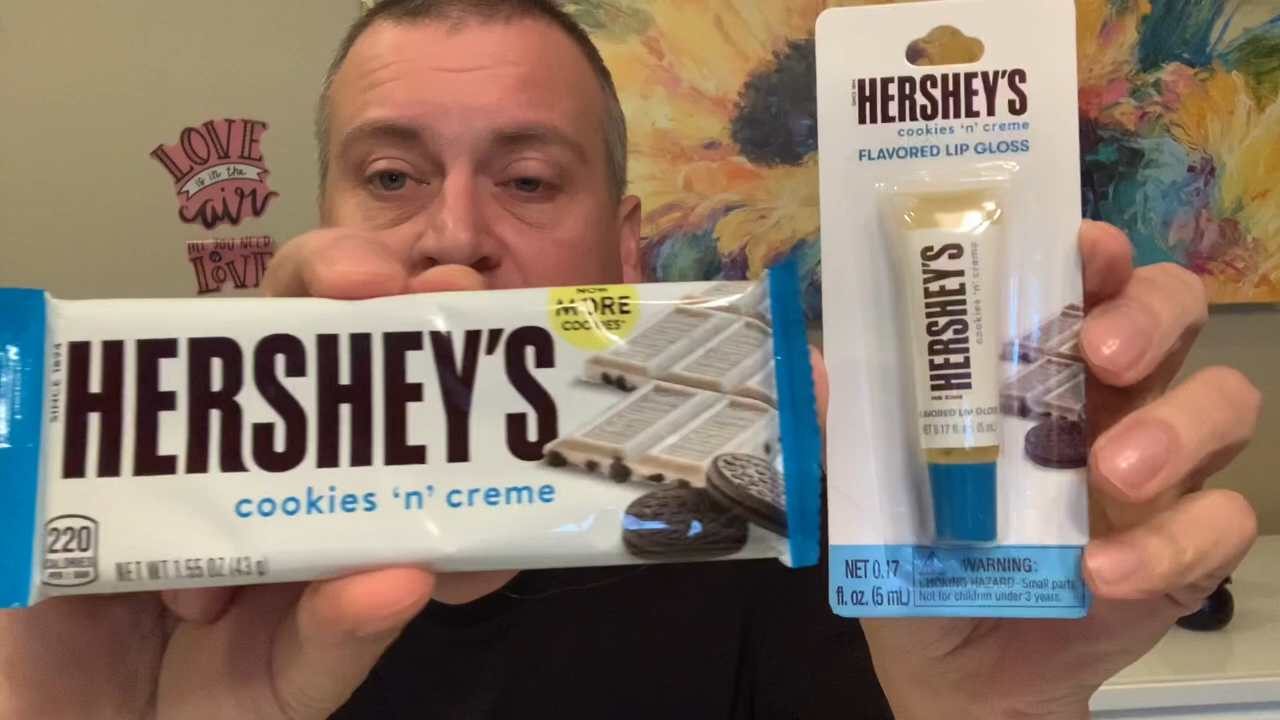 LOVE
is in the
air
ALL YOU NEED
is
LOVE
SINCE 1894
HERSHEY'S
cookies 'n' creme
NOW
MORE
COOKIES*
220
CALORIES
PER BAR
NET WT 1.55 OZ (43 g)
HERSHEY'S
cookies 'n' creme
FLAVORED LIP GLOSS
HERSHEY'S
cookies 'n' creme
FLAVORED LIP GLOSS
NET 0.17 fl. oz. (5 mL)
NET 0.17
fl. oz. (5 mL)
WARNING:
CHOKING HAZARD - Small parts
Not for children under 3 years.